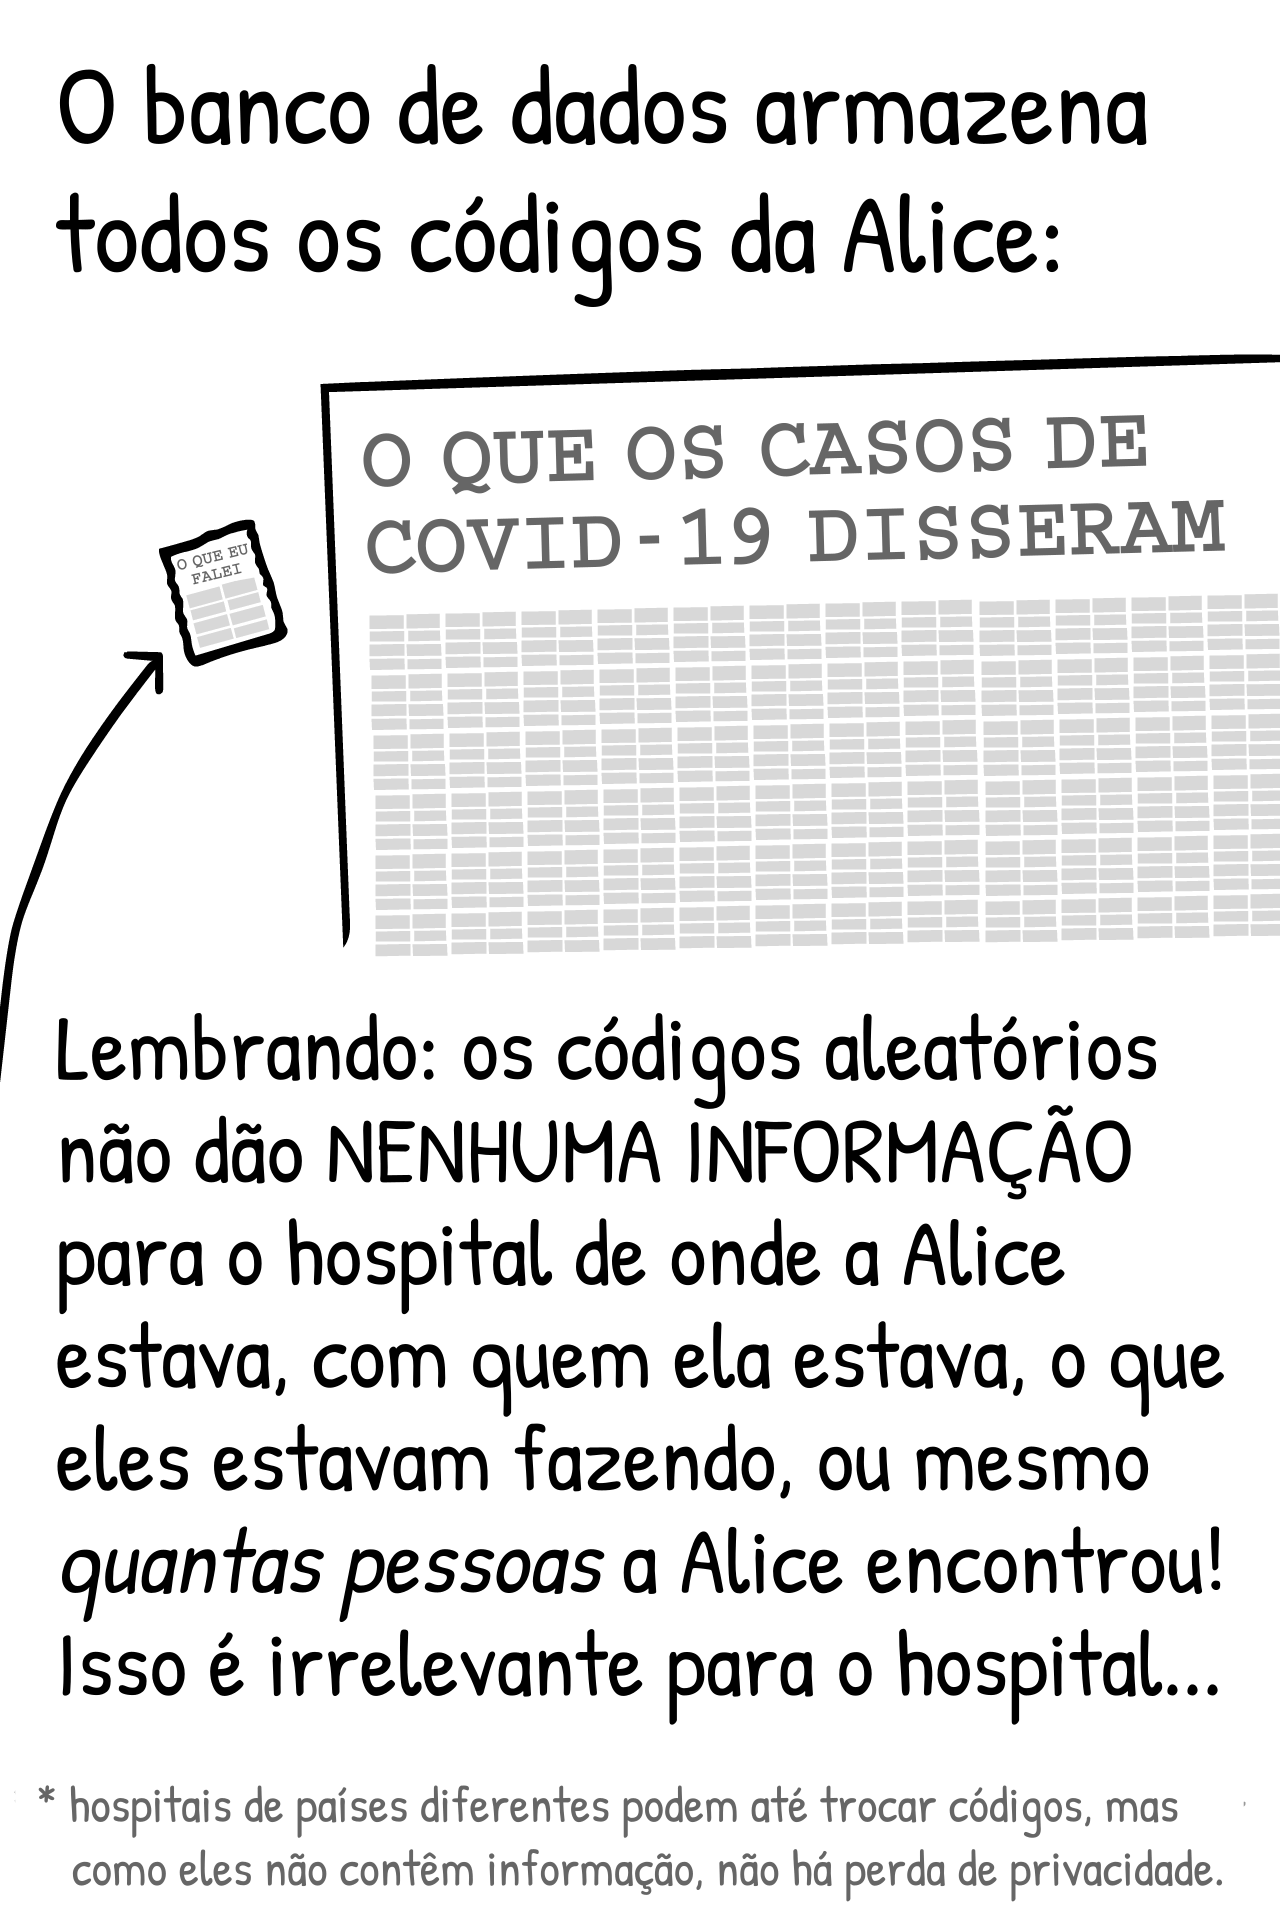 O banco de dados armazena
todos os códigos da Alice:
O QUE OS CASOS DE
COVID-19 DISSERAM
O QUE EU
FALEI
Lembrando: os códigos aleatórios
não dão NENHUMA INFORMAÇÃO
para o hospital de onde a Alice
estava, com quem ela estava, o que
eles estavam fazendo, ou mesmo
quantas pessoas a Alice encontrou!
Isso é irrelevante para o hospital...
* hospitais de países diferentes podem até trocar códigos, mas
como eles não contêm informação, não há perda de privacidade.